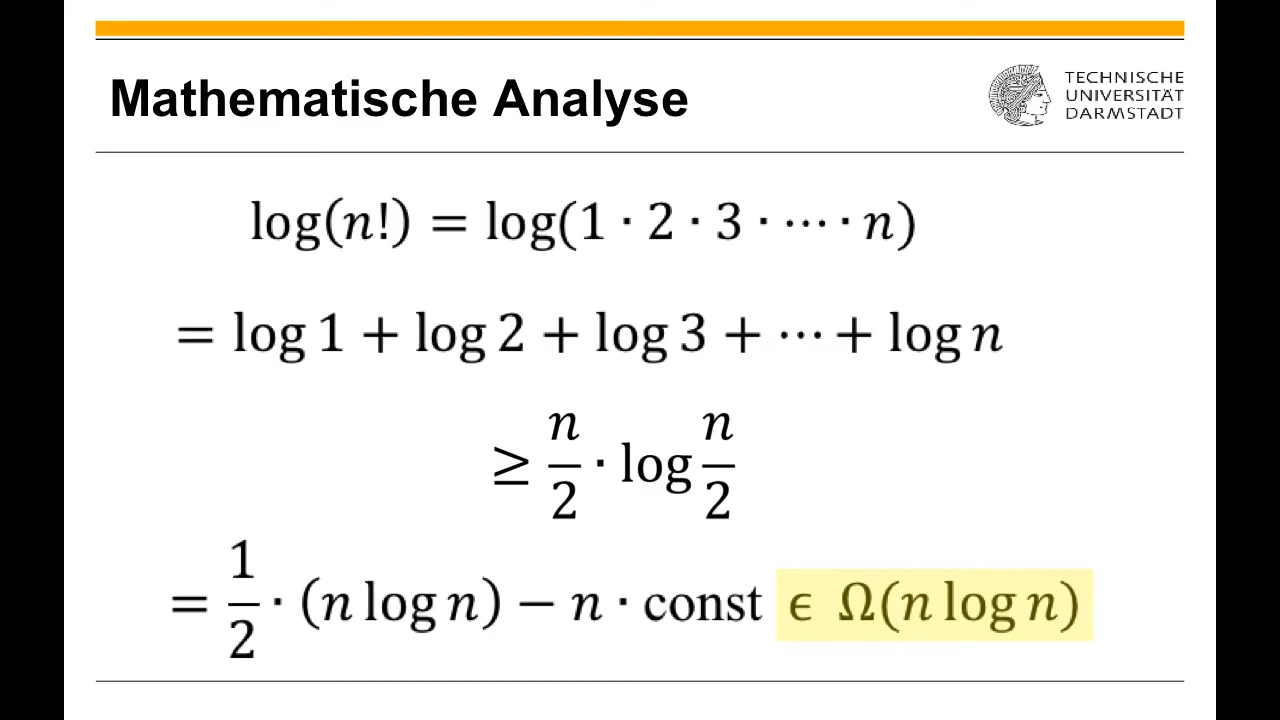 Mathematische Analyse
TECHNISCHE
UNIVERSITÄT
DARMSTADT
log(n!) = log(1 · 2 · 3 · ⋯ · n)
= log 1 + log 2 + log 3 + ⋯ + log n
≥ n/2 · log n/2
= 1/2 · (n log n) − n · const ϵ Ω(n log n)